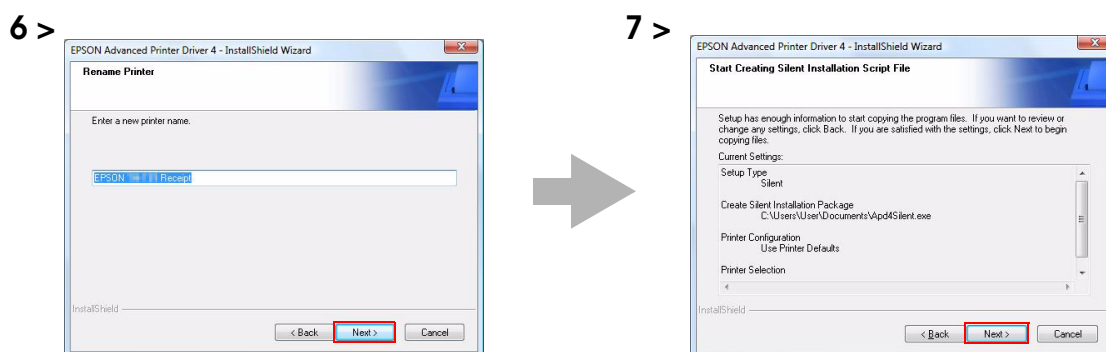 6 >
EPSON Advanced Printer Driver 4 - InstallShield Wizard
Rename Printer
Enter a new printer name.
EPSON Receipt
InstallShield
< Back Next > Cancel
7 >
EPSON Advanced Printer Driver 4 - InstallShield Wizard
Start Creating Silent Installation Script File
Setup has enough information to start copying the program files. If you want to review or
change any settings, click Back. If you are satisfied with the settings, click Next to begin
copying files.
Current Settings:
Setup Type
Silent
Create Silent Installation Package
C:\Users\User\Documents\Apd4Silent.exe
Printer Configuration
Use Printer Defaults
Printer Selection
InstallShield
< Back Next > Cancel